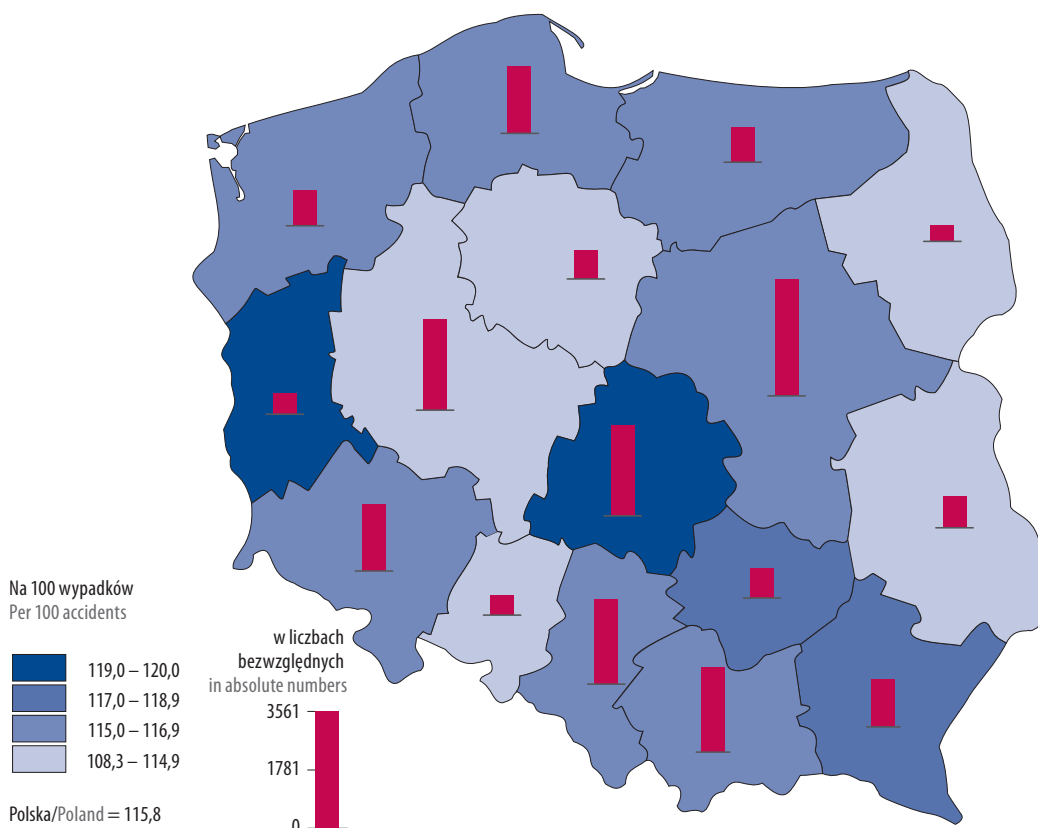 Na 100 wypadków
Per 100 accidents
119,0 – 120,0
117,0 – 118,9
115,0 – 116,9
108,3 – 114,9
Polska/Poland = 115,8
w liczbach
bezwzględnych
in absolute numbers
3561
1781
0